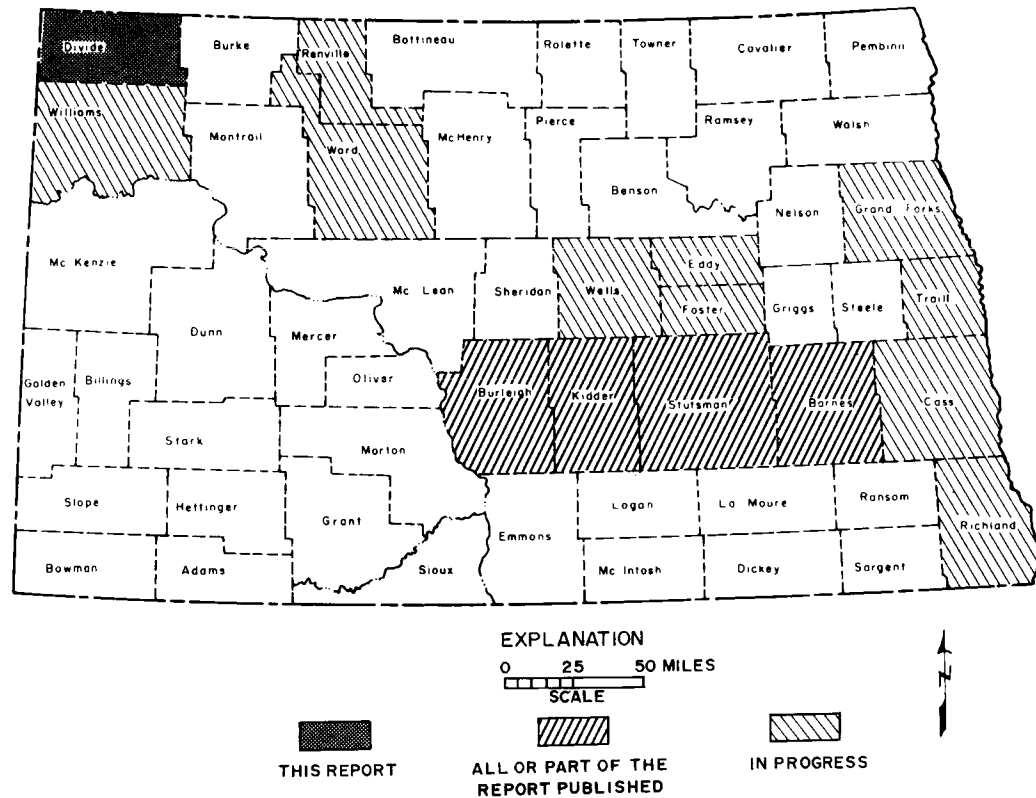 Divide
Burke
Renville
Bottineau
Rolette
Towner
Cavalier
Pembina
Williams
Montrail
Ward
McHenry
Pierce
Ramsey
Walsh
Benson
Nelson
Grand Forks
Mc Kenzie
Dunn
Mc Lean
Sheridan
Wells
Eddy
Foster
Griggs
Steele
Traill
Mercer
Oliver
Golden
Valley
Billings
Stark
Morton
Burleigh
Kidder
Stutsman
Barnes
Cass
Slope
Hettinger
Grant
Emmons
Logan
La Moure
Ransom
Richland
Bowman
Adams
Sioux
Mc Intosh
Dickey
Sargent
EXPLANATION
0 25 50 MILES
SCALE
N
THIS REPORT
ALL OR PART OF THE
REPORT PUBLISHED
IN PROGRESS